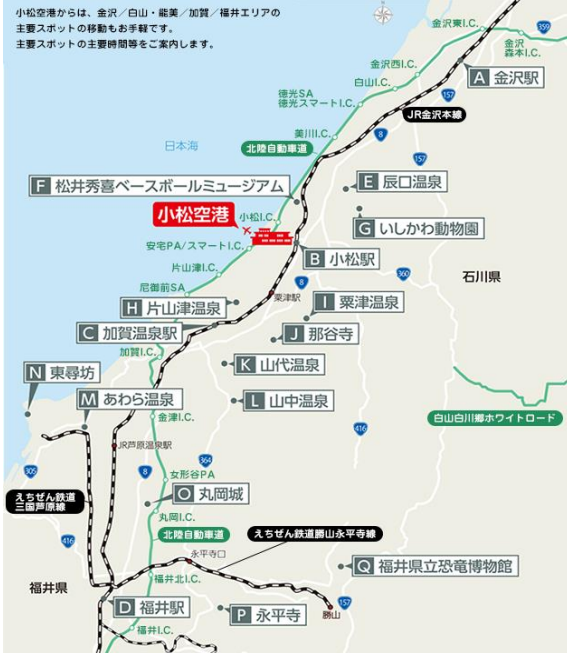 小松空港からは、金沢／白山・能美／加賀／福井エリアの
主要スポットの移動もお手軽です。
主要スポットの主要時間等をご案内します。
金沢東I.C.
359
金沢
森本I.C.
金沢西I.C.
A 金沢駅
白山I.C.
157
徳光SA
徳光スマートI.C.
JR金沢本線
美川I.C.
8
日本海
北陸自動車道
157
F 松井秀喜ベースボールミュージアム
E 辰口温泉
小松空港
小松I.C.
G いしかわ動物園
安宅PA/スマートI.C.
B 小松駅
片山津I.C.
360
石川県
尼御前SA
8
粟津駅
H 片山津温泉
I 粟津温泉
C 加賀温泉駅
J 那谷寺
加賀I.C.
K 山代温泉
N 東尋坊
M あわら温泉
L 山中温泉
金津I.C.
白山白川郷ホワイトロード
416
JR芦原温泉駅
364
305
8
女形谷PA
えちぜん鉄道
三国芦原線
O 丸岡城
丸岡I.C.
416
北陸自動車道
えちぜん鉄道勝山永平寺線
永平寺口
Q 福井県立恐竜博物館
福井県
福井北I.C.
D 福井駅
P 永平寺
157
勝山
福井I.C.